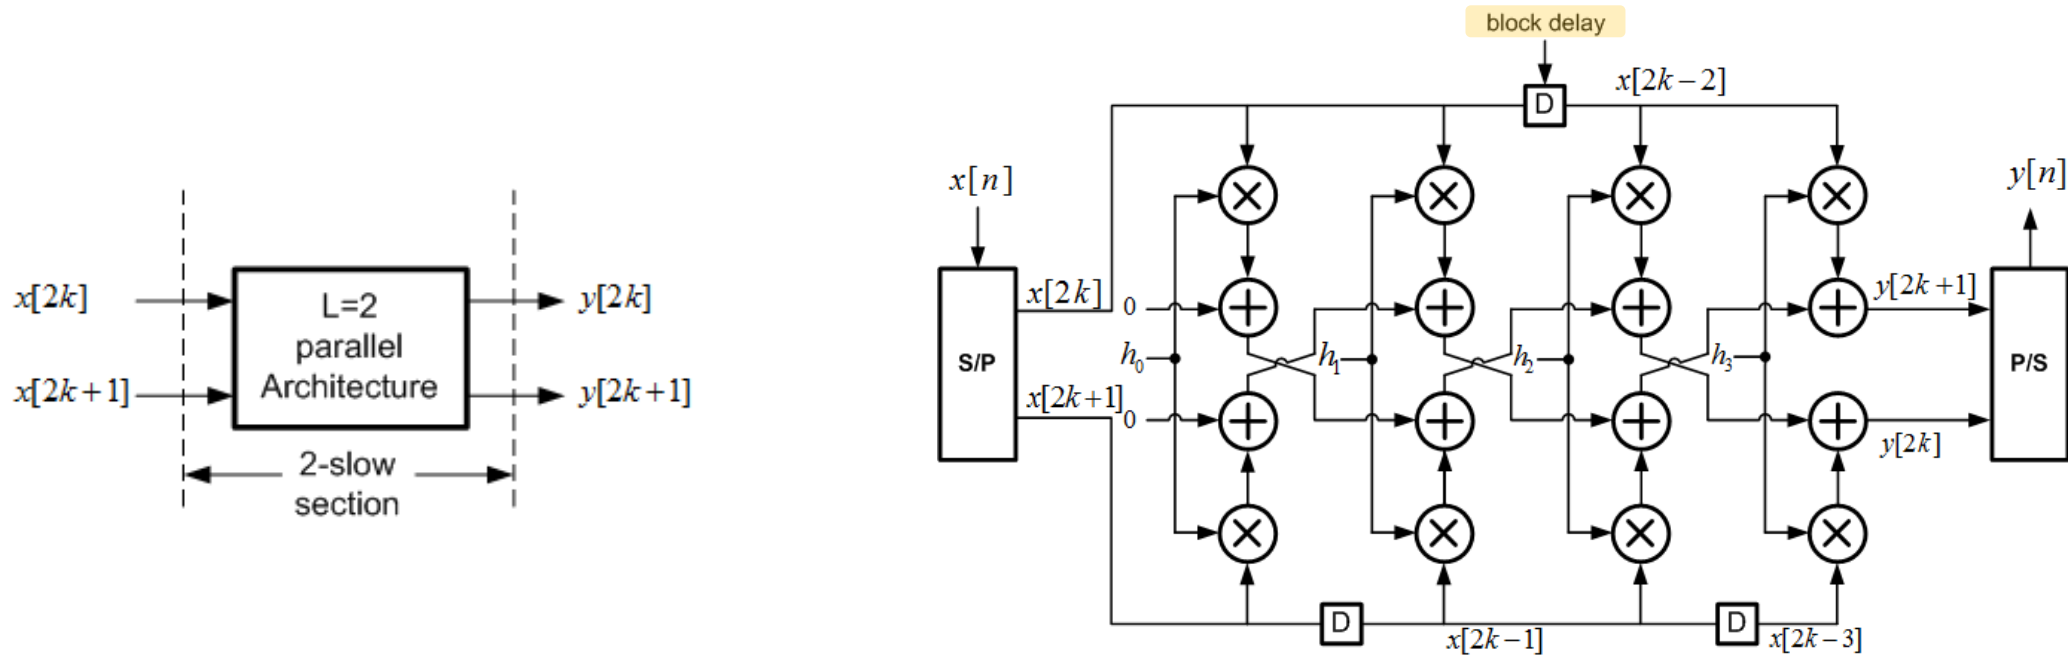 x[2k]
x[2k+1]
L=2
parallel
Architecture
y[2k]
y[2k+1]
2-slow
section
block delay
D
x[2k−2]
x[n]
y[n]
S/P
x[2k]
0
h₀
x[2k+1]
0
h₁
h₂
h₃
y[2k+1]
y[2k]
P/S
D
x[2k−1]
D
x[2k−3]